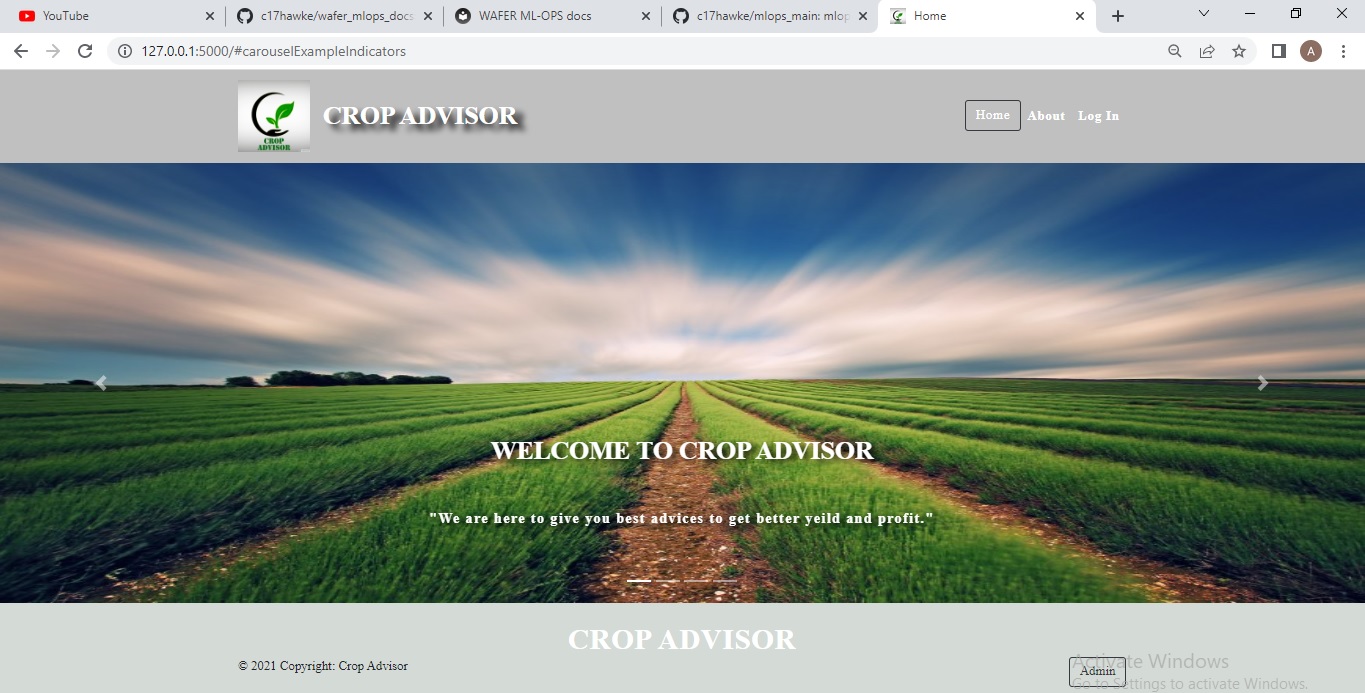 YouTube
c17hawke/wafer_mlops_docs
WAFER ML-OPS docs
c17hawke/mlops_main: mlop
Home
127.0.0.1:5000/#carouselExampleIndicators
A
CROP
ADVISOR
CROP ADVISOR
Home
About
Log In
WELCOME TO CROP ADVISOR
"We are here to give you best advices to get better yeild and profit."
CROP ADVISOR
© 2021 Copyright: Crop Advisor
Admin
Activate Windows
Go to Settings to activate Windows.